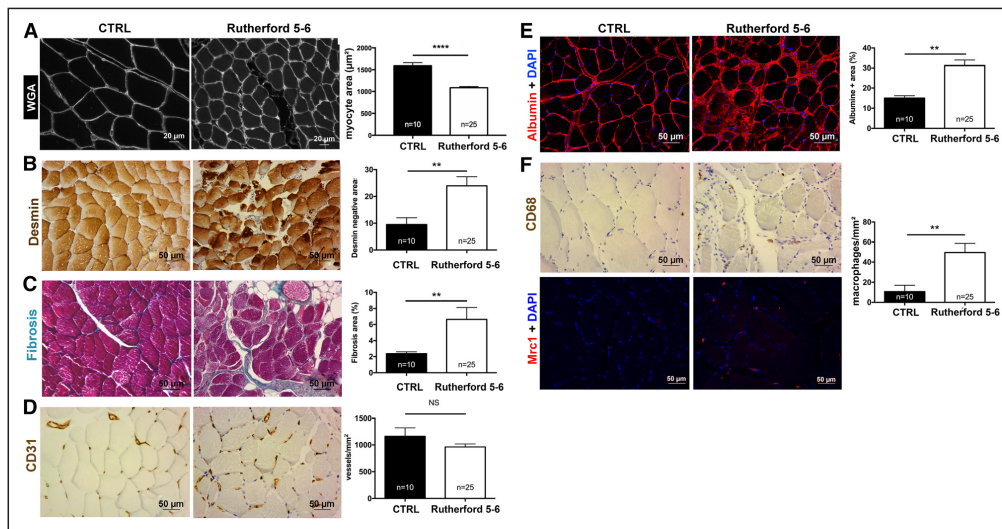 A
CTRL
Rutherford 5-6
WGA
20 µm
20 µm
myocyte area (µm²)
2000
1500
1000
500
0
****
n=10
n=25
CTRL
Rutherford 5-6
B
Desmin
50 µm
50 µm
Desmin negative area:
30
20
10
0
**
n=10
n=25
CTRL
Rutherford 5-6
C
Fibrosis
50 µm
50 µm
Fibrosis area (%)
10
8
6
4
2
0
**
n=10
n=25
CTRL
Rutherford 5-6
D
CD31
50 µm
50 µm
vessels/mm²
1500
1000
500
0
NS
n=10
n=25
CTRL
Rutherford 5-6
E
CTRL
Rutherford 5-6
Albumin + DAPI
50 µm
50 µm
Albumine + area (%)
40
30
20
10
0
**
n=10
n=25
CTRL
Rutherford 5-6
F
CD68
50 µm
50 µm
Mrc1 + DAPI
50 µm
50 µm
macrophages/mm²
80
60
40
20
0
**
n=10
n=25
CTRL
Rutherford 5-6